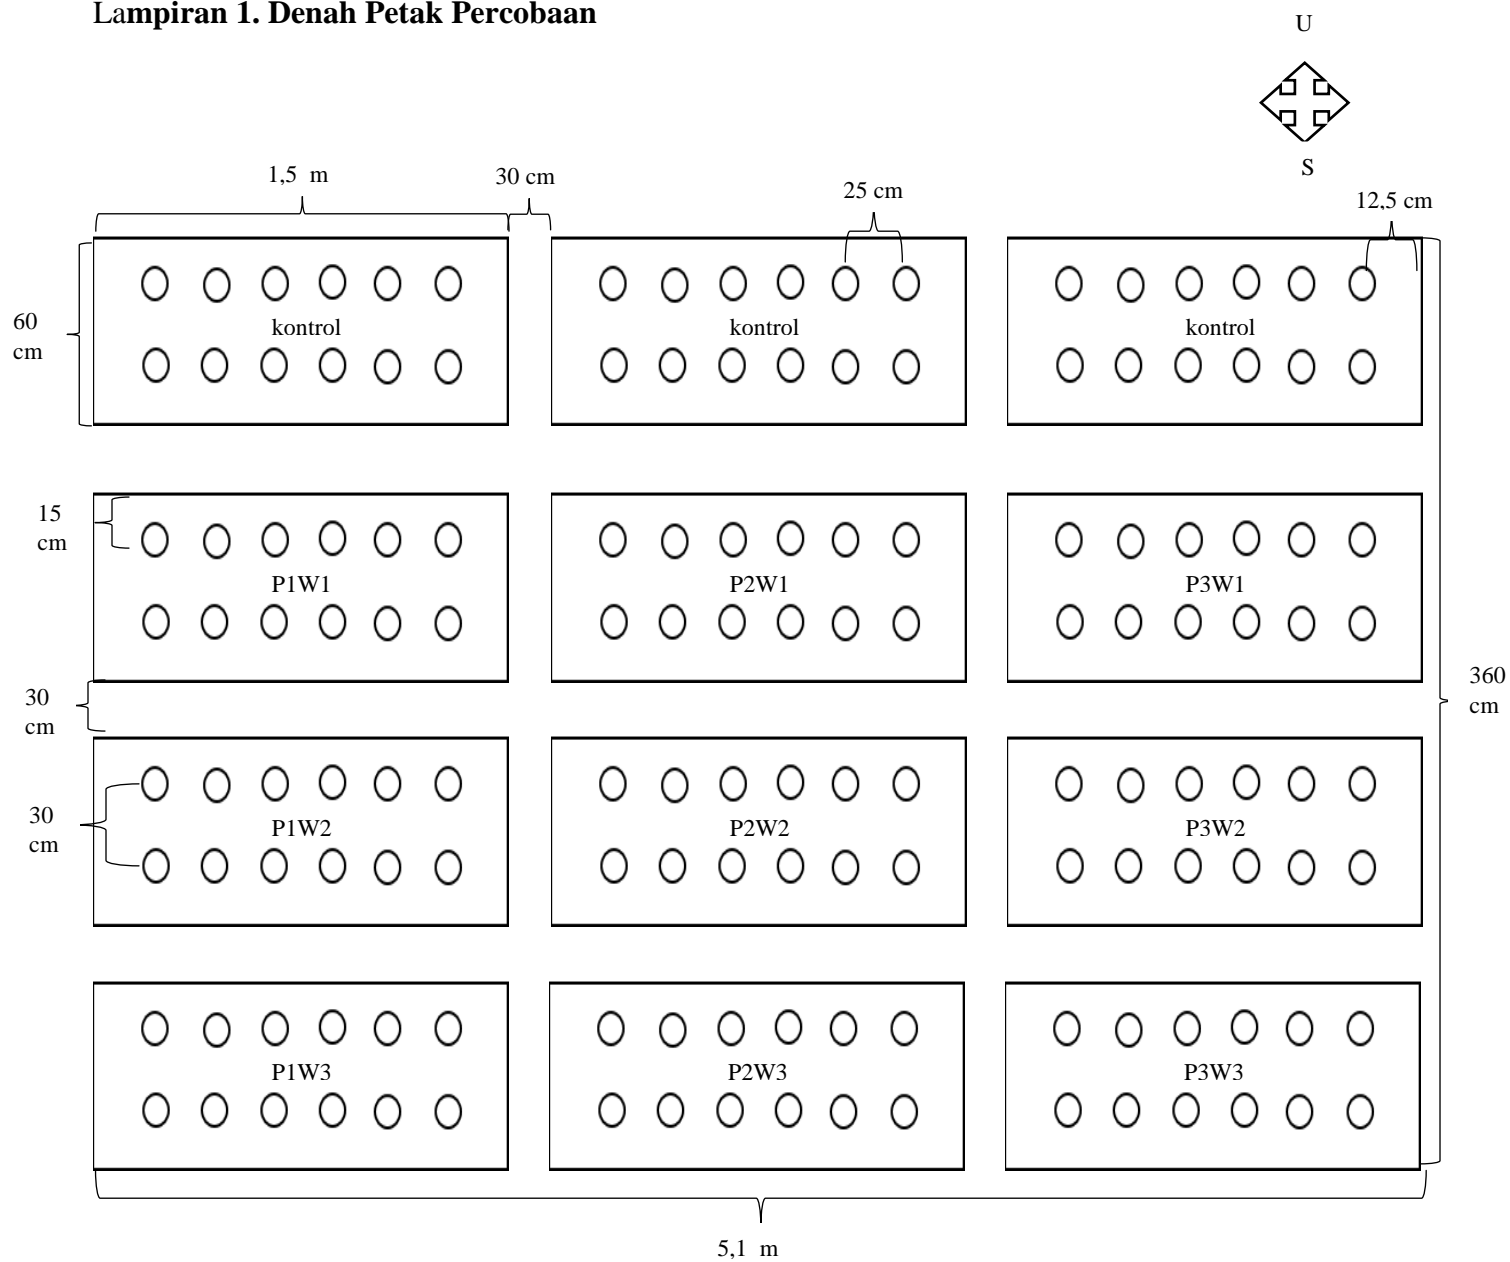 Lampiran 1. Denah Petak Percobaan
U
S
1,5 m
30 cm
25 cm
12,5 cm
60
cm
kontrol
kontrol
kontrol
15
cm
P1W1
P2W1
P3W1
30
cm
360
cm
30
cm
P1W2
P2W2
P3W2
P1W3
P2W3
P3W3
5,1 m